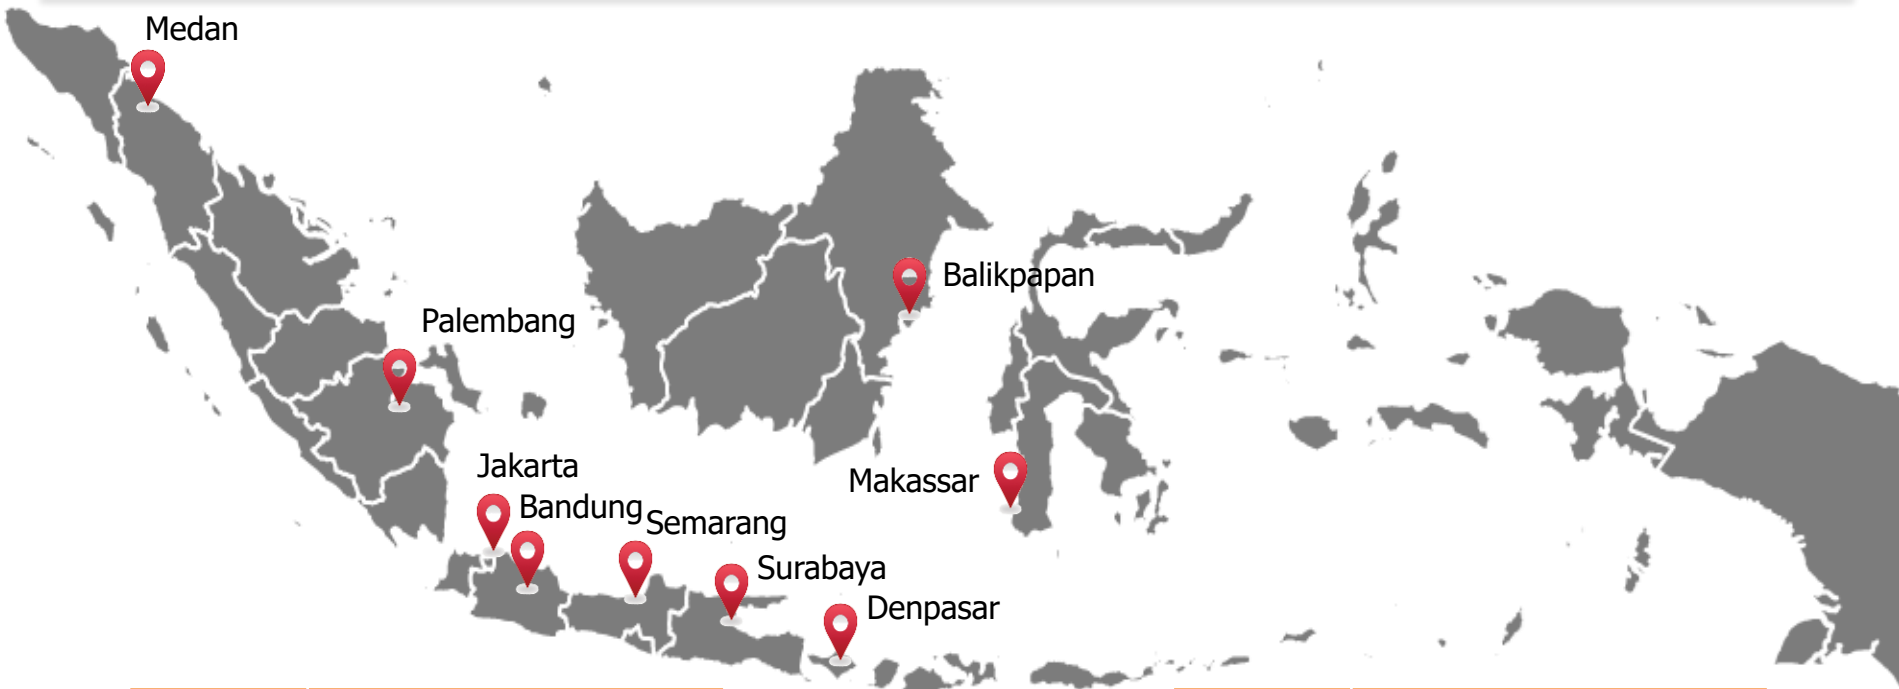 Medan
Balikpapan
Palembang
Jakarta
Makassar
Bandung
Semarang
Surabaya
Denpasar